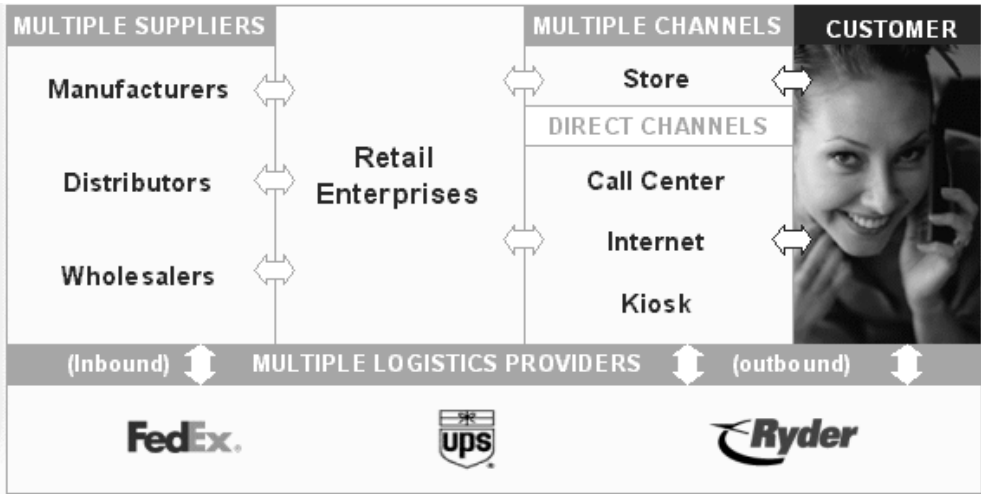 MULTIPLE SUPPLIERS
Manufacturers
Distributors
Wholesalers
Retail
Enterprises
MULTIPLE CHANNELS
Store
DIRECT CHANNELS
Call Center
Internet
Kiosk
CUSTOMER
(Inbound)
MULTIPLE LOGISTICS PROVIDERS
(outbound)
FedEx®
ups
Ryder